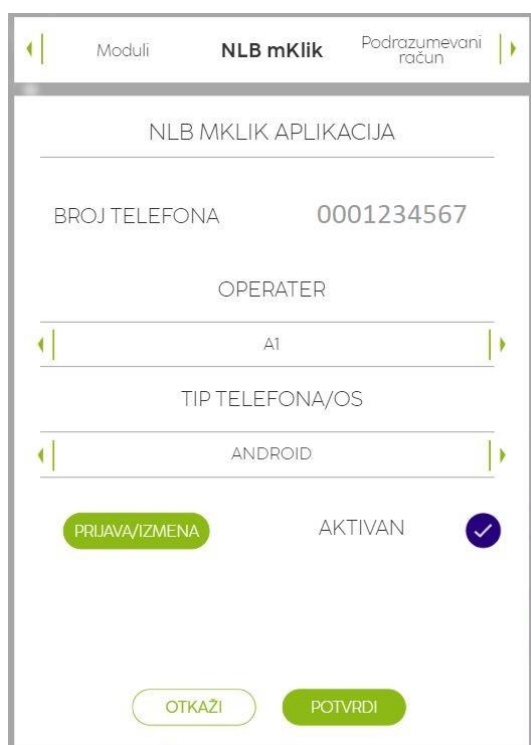 Moduli NLB mKlik Podrazumevani
račun
NLB MKLIK APLIKACIJA
BROJ TELEFONA 0001234567
OPERATER
A1
TIP TELEFONA/OS
ANDROID
PRIJAVA/IZMENA AKTIVAN
OTKAŽI POTVRDI